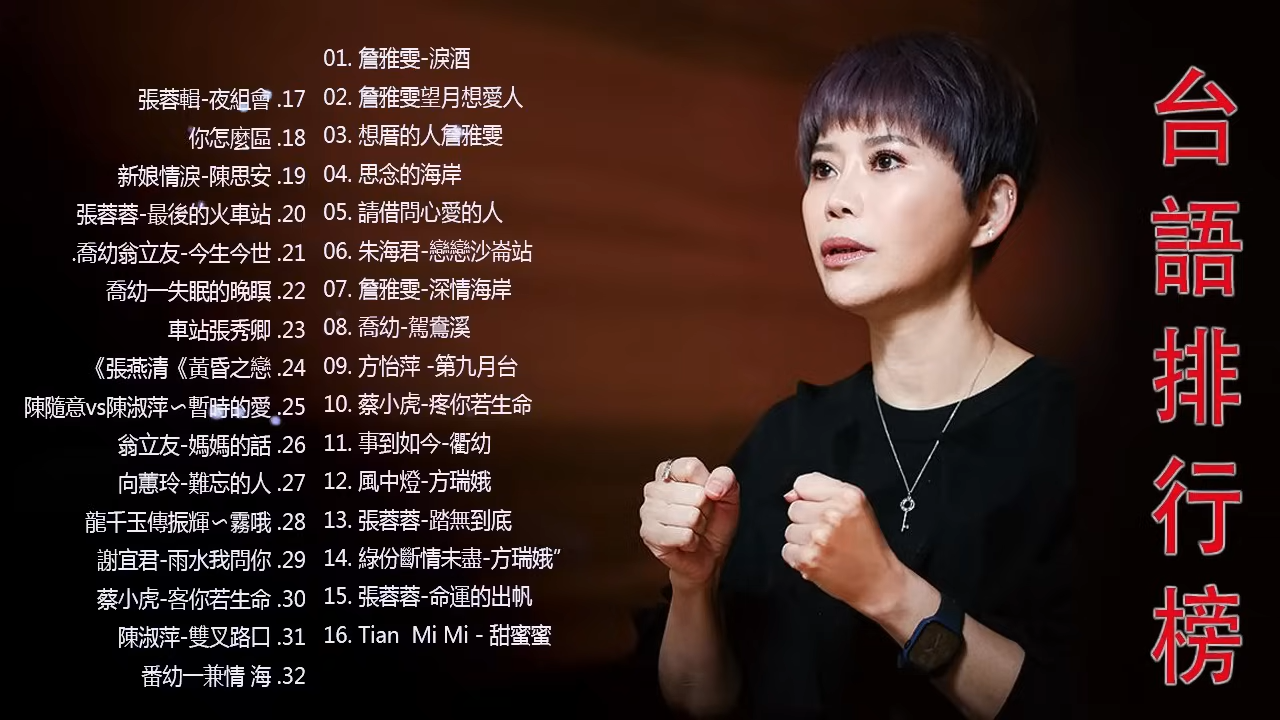 01. 詹雅雯-淚酒
02. 詹雅雯望月想愛人
03. 想厝的人詹雅雯
04. 思念的海岸
05. 請借問心愛的人
06. 朱海君-戀戀沙崙站
07. 詹雅雯-深情海岸
08. 喬幼-駕鴦溪
09. 方怡萍 -第九月台
10. 蔡小虎-疼你若生命
11. 事到如今-衢幼
12. 風中燈-方瑞娥
13. 張蓉蓉-踏無到底
14. 綠份斷情未盡-方瑞娥”
15. 張蓉蓉-命運的出帆
16. Tian Mi Mi - 甜蜜蜜
張蓉輯-夜組會 .17
你怎麼區 .18
新娘情淚-陳思安 .19
張蓉蓉-最後的火車站 .20
.喬幼翁立友-今生今世 .21
喬幼一失眠的晚瞑 .22
車站張秀卿 .23
《張燕清《黃昏之戀 .24
陳隨意vs陳淑萍∽暫時的愛 .25
翁立友-媽媽的話 .26
向蕙玲-難忘的人 .27
龍千玉傳振輝∽霧哦 .28
謝宜君-雨水我問你 .29
蔡小虎-客你若生命 .30
陳淑萍-雙叉路口 .31
番幼一兼情 海 .32
台語排行榜